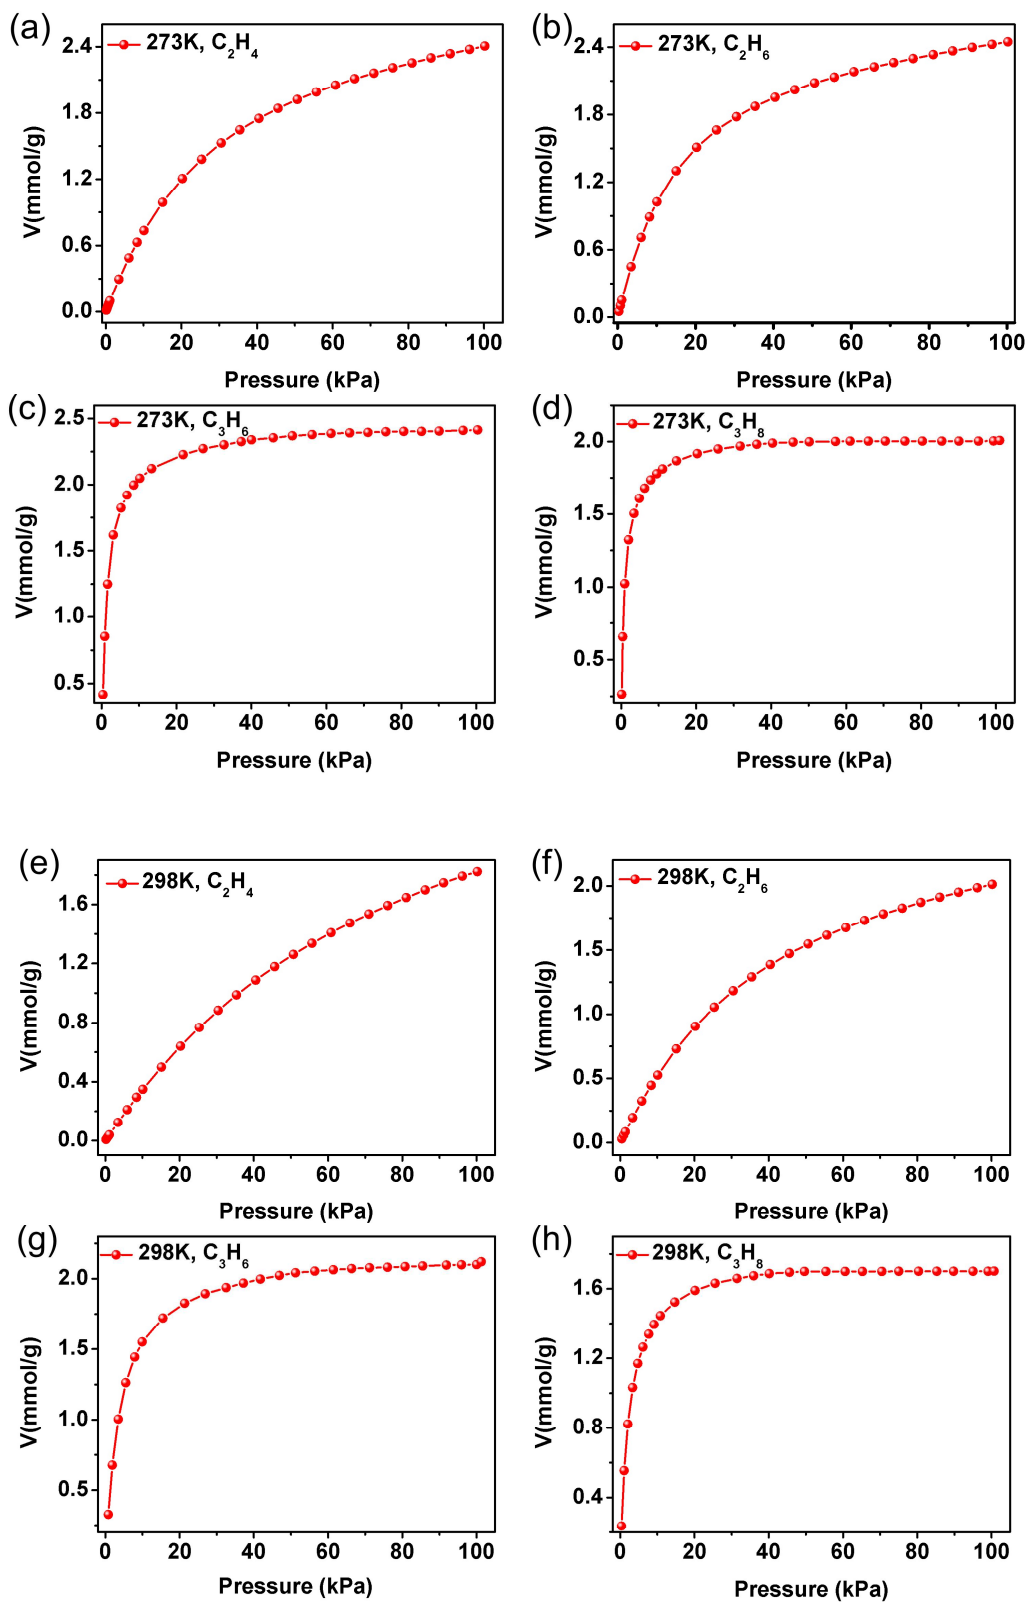 (a)
273K, C2H4
2.4
1.8
1.2
0.6
0.0
V(mmol/g)
0 20 40 60 80 100
Pressure (kPa)
(b)
273K, C2H6
2.4
1.8
1.2
0.6
0.0
V(mmol/g)
0 20 40 60 80 100
Pressure (kPa)
(c)
273K, C3H6
2.5
2.0
1.5
1.0
0.5
V(mmol/g)
0 20 40 60 80 100
Pressure (kPa)
(d)
273K, C3H8
2.0
1.5
1.0
0.5
V(mmol/g)
0 20 40 60 80 100
Pressure (kPa)
(e)
298K, C2H4
1.6
1.2
0.8
0.4
0.0
V(mmol/g)
0 20 40 60 80 100
Pressure (kPa)
(f)
298K, C2H6
2.0
1.5
1.0
0.5
0.0
V(mmol/g)
0 20 40 60 80 100
Pressure (kPa)
(g)
298K, C3H6
2.0
1.5
1.0
0.5
V(mmol/g)
0 20 40 60 80 100
Pressure (kPa)
(h)
298K, C3H8
1.6
1.2
0.8
0.4
V(mmol/g)
0 20 40 60 80 100
Pressure (kPa)